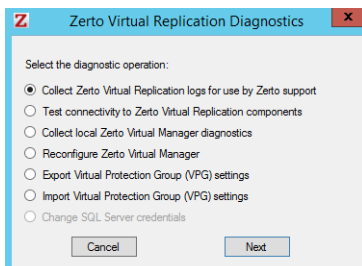 Z Zerto Virtual Replication Diagnostics x
Select the diagnostic operation:
Collect Zerto Virtual Replication logs for use by Zerto support
Test connectivity to Zerto Virtual Replication components
Collect local Zerto Virtual Manager diagnostics
Reconfigure Zerto Virtual Manager
Export Virtual Protection Group (VPG) settings
Import Virtual Protection Group (VPG) settings
Change SQL Server credentials
Cancel Next